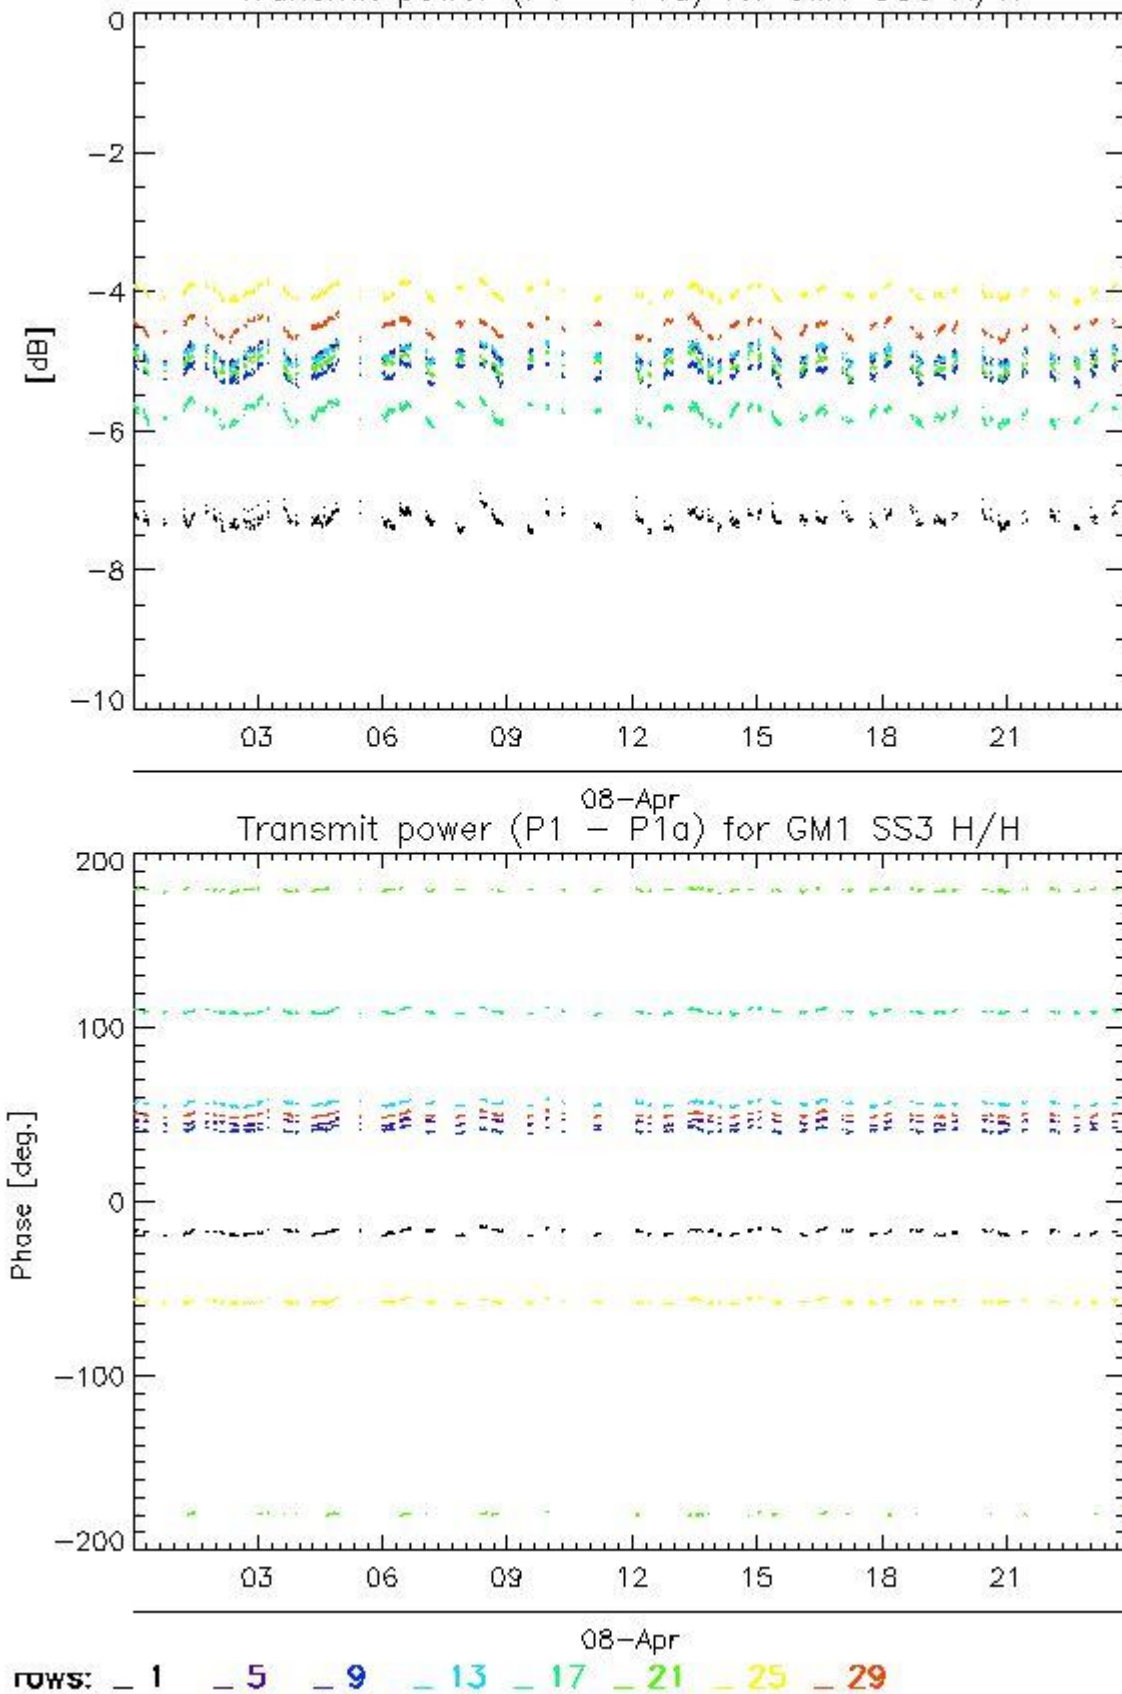 0
−2
−4
[dB]
−6
−8
−10
03 06 09 12 15 18 21
08−Apr
Transmit power (P1 − P1a) for GM1 SS3 H/H
200
100
0
Phase [deg.]
−100
−200
03 06 09 12 15 18 21
08−Apr
rows: _ 1 _ 5 _ 9 _ 13 _ 17 _ 21 _ 25 _ 29